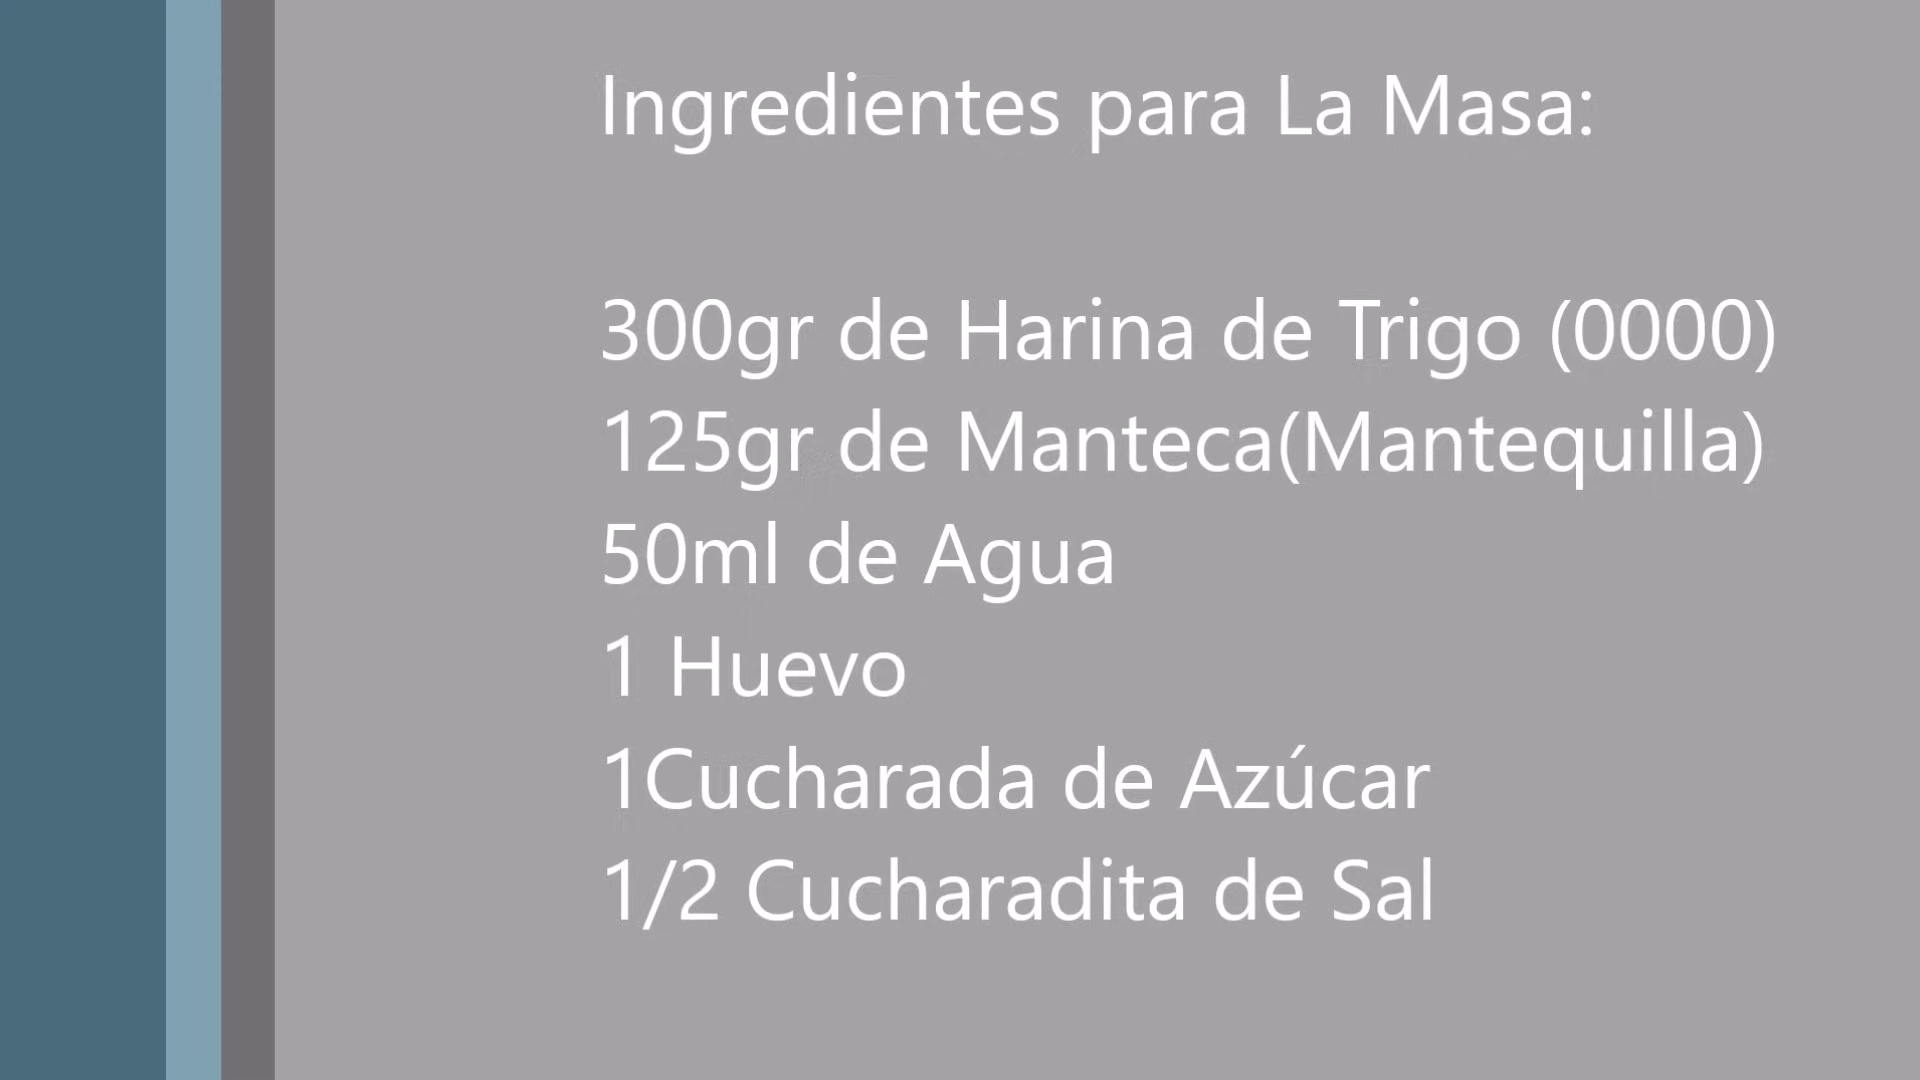 Ingredientes para La Masa:
300gr de Harina de Trigo (0000)
125gr de Manteca(Mantequilla)
50ml de Agua
1 Huevo
1Cucharada de Azúcar
1/2 Cucharadita de Sal